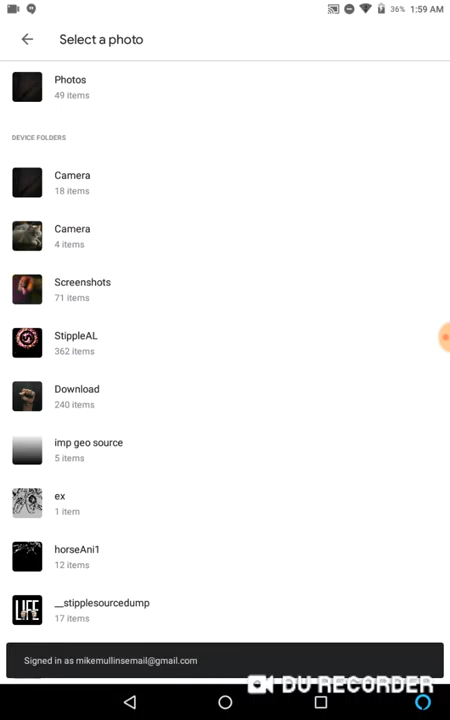 36% 1:59 AM
Select a photo
Photos
49 items
DEVICE FOLDERS
Camera
18 items
Camera
4 items
Screenshots
71 items
StippleAL
362 items
Download
240 items
imp geo source
5 items
ex
1 item
horseAni1
12 items
LIFE
__stipplesourcedump
17 items
Signed in as mikemullinsemail@gmail.com
DU RECORDER